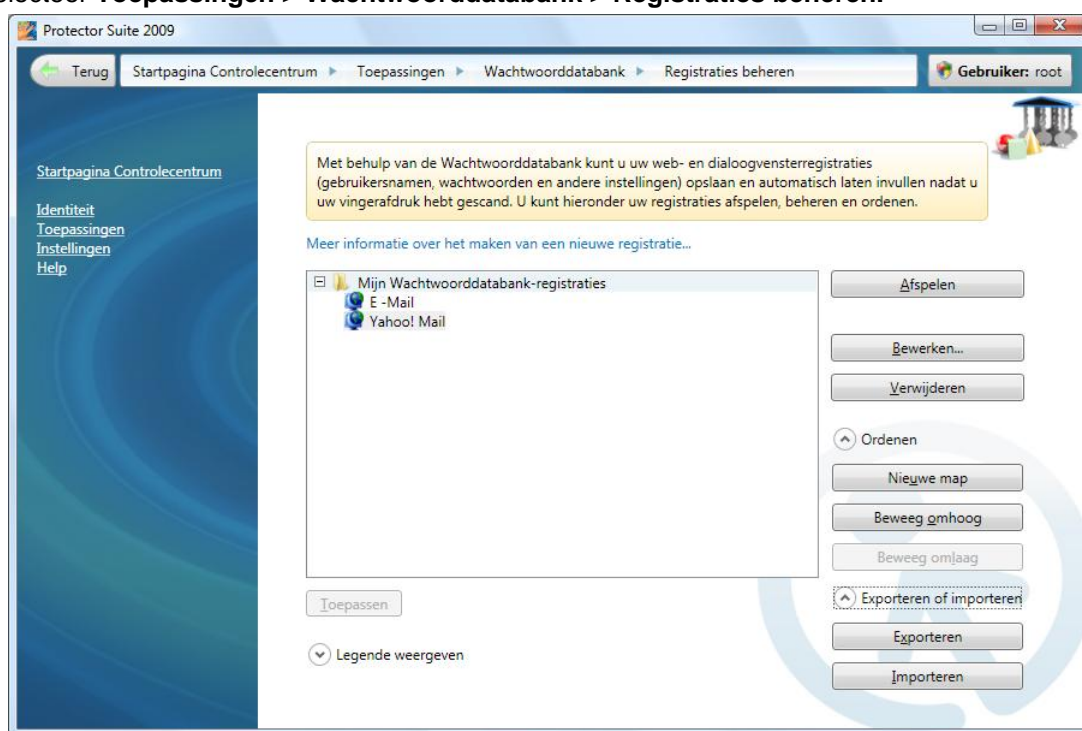 Toepassingen > Wachtwoorddatabank > Registraties beheren.
Protector Suite 2009
Terug
Startpagina Controlecentrum
Toepassingen
Wachtwoorddatabank
Registraties beheren
Gebruiker: root
Startpagina Controlecentrum
Identiteit
Toepassingen
Instellingen
Help
Met behulp van de Wachtwoorddatabank kunt u uw web- en dialoogvensterregistraties
(gebruikersnamen, wachtwoorden en andere instellingen) opslaan en automatisch laten invullen nadat u
uw vingerafdruk hebt gescand. U kunt hieronder uw registraties afspelen, beheren en ordenen.
Meer informatie over het maken van een nieuwe registratie...
Mijn Wachtwoorddatabank-registraties
E -Mail
Yahoo! Mail
Afspelen
Bewerken...
Verwijderen
Ordenen
Nieuwe map
Beweeg omhoog
Beweeg omlaag
Exporteren of importeren
Exporteren
Importeren
Toepassen
Legende weergeven